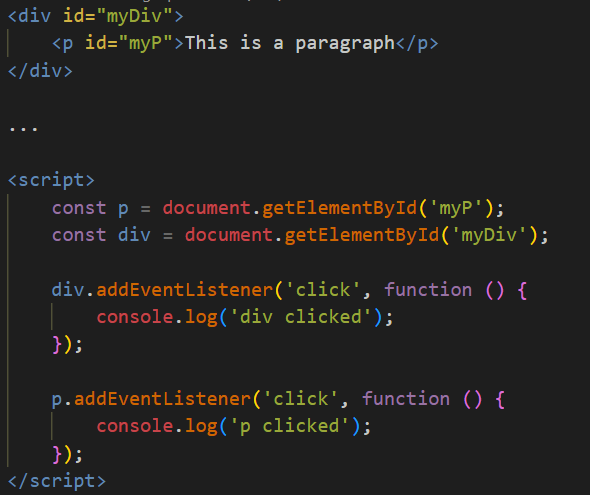 <div id="myDiv">
    <p id="myP">This is a paragraph</p>
</div>

...

<script>
    const p = document.getElementById('myP');
    const div = document.getElementById('myDiv');

    div.addEventListener('click', function () {
        console.log('div clicked');
    });

    p.addEventListener('click', function () {
        console.log('p clicked');
    });
</script>